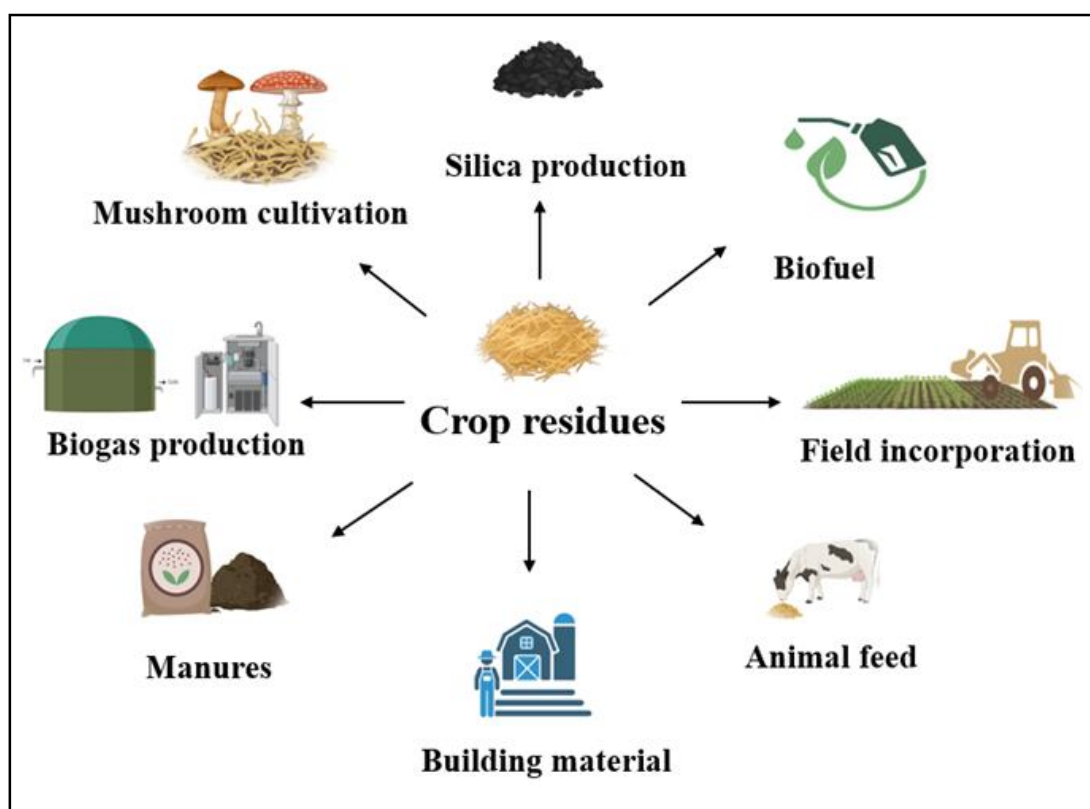 Silica production
Mushroom cultivation
Biofuel
Crop residues
Biogas production
Field incorporation
Manures
Animal feed
Building material